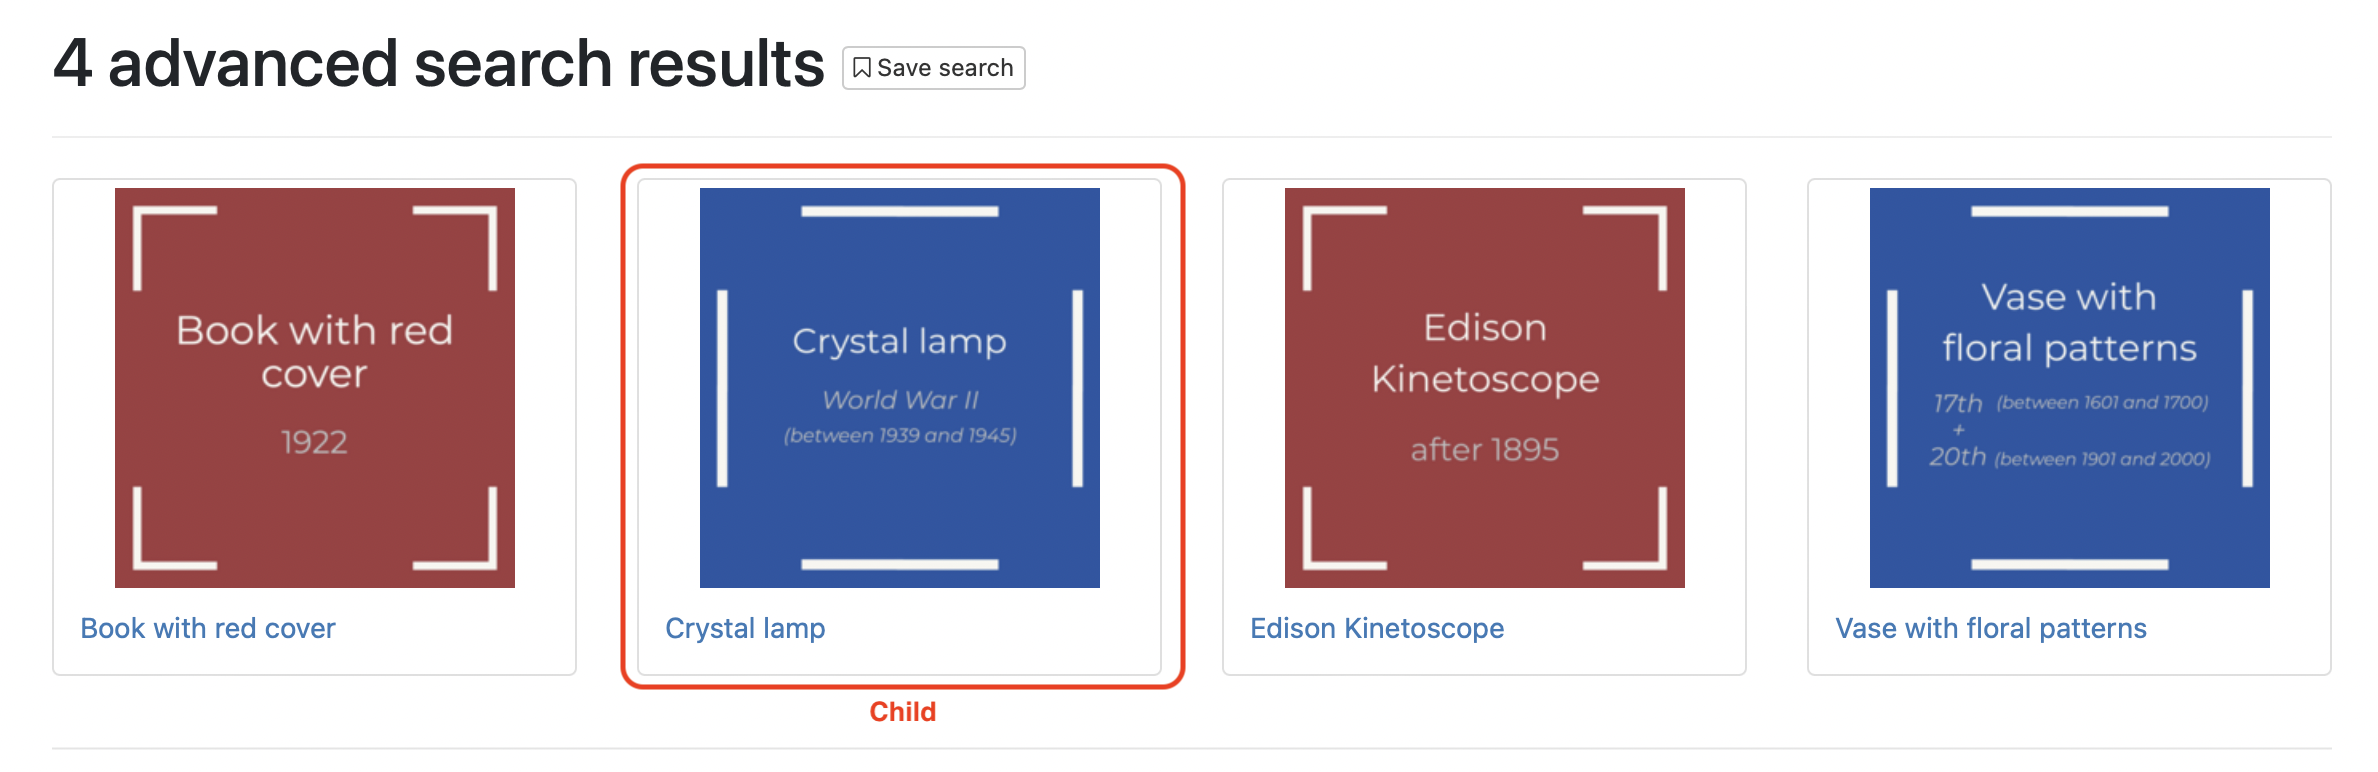 4 advanced search results
Save search
Book with red
cover
1922
Book with red cover
Crystal lamp
World War II
(between 1939 and 1945)
Crystal lamp
Child
Edison
Kinetoscope
after 1895
Edison Kinetoscope
Vase with
floral patterns
17th (between 1601 and 1700)
+
20th (between 1901 and 2000)
Vase with floral patterns